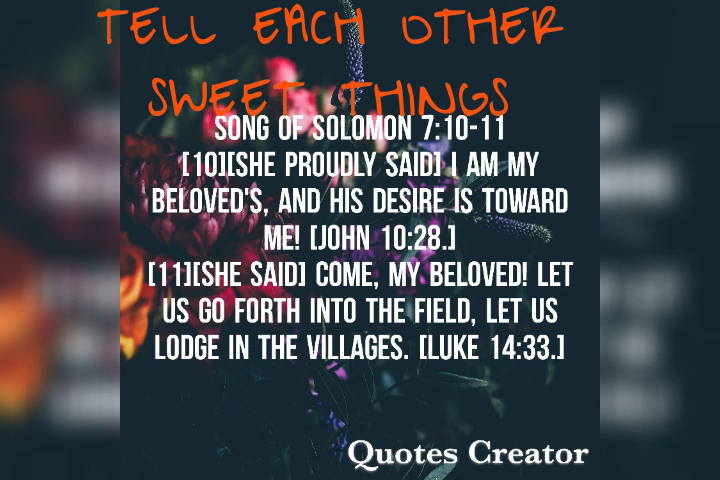 TELL EACH OTHER
SWEET THINGS
SONG OF SOLOMON 7:10-11
[10][SHE PROUDLY SAID] I AM MY
BELOVED'S, AND HIS DESIRE IS TOWARD
ME! [JOHN 10:28.]
[11][SHE SAID] COME, MY BELOVED! LET
US GO FORTH INTO THE FIELD, LET US
LODGE IN THE VILLAGES. [LUKE 14:33.]
Quotes Creator